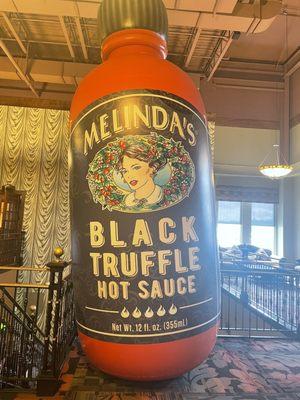 MELINDA'S
BLACK
TRUFFLE
HOT SAUCE
Net Wt. 12 fl oz. (355mL)